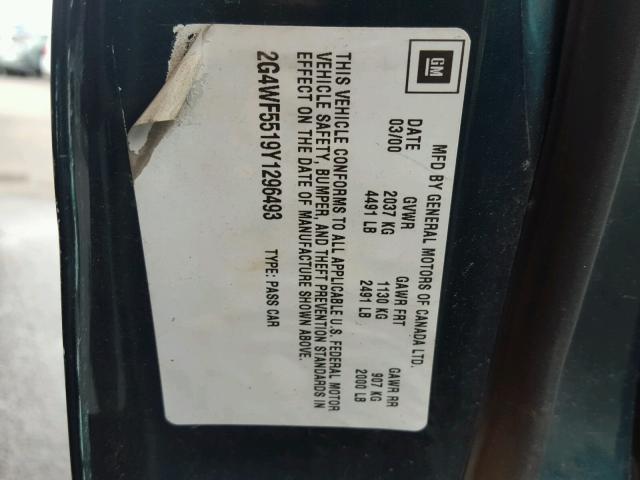 GM
MFD BY GENERAL MOTORS OF CANADA LTD.
DATE GVWR GAWR FRT GAWR RR
03/00 2037 KG 1130 KG 907 KG
4491 LB 2491 LB 2000 LB
THIS VEHICLE CONFORMS TO ALL APPLICABLE U.S. FEDERAL MOTOR
VEHICLE SAFETY, BUMPER, AND THEFT PREVENTION STANDARDS IN
EFFECT ON THE DATE OF MANUFACTURE SHOWN ABOVE.
2G4WF5519Y1296493 TYPE: PASS CAR